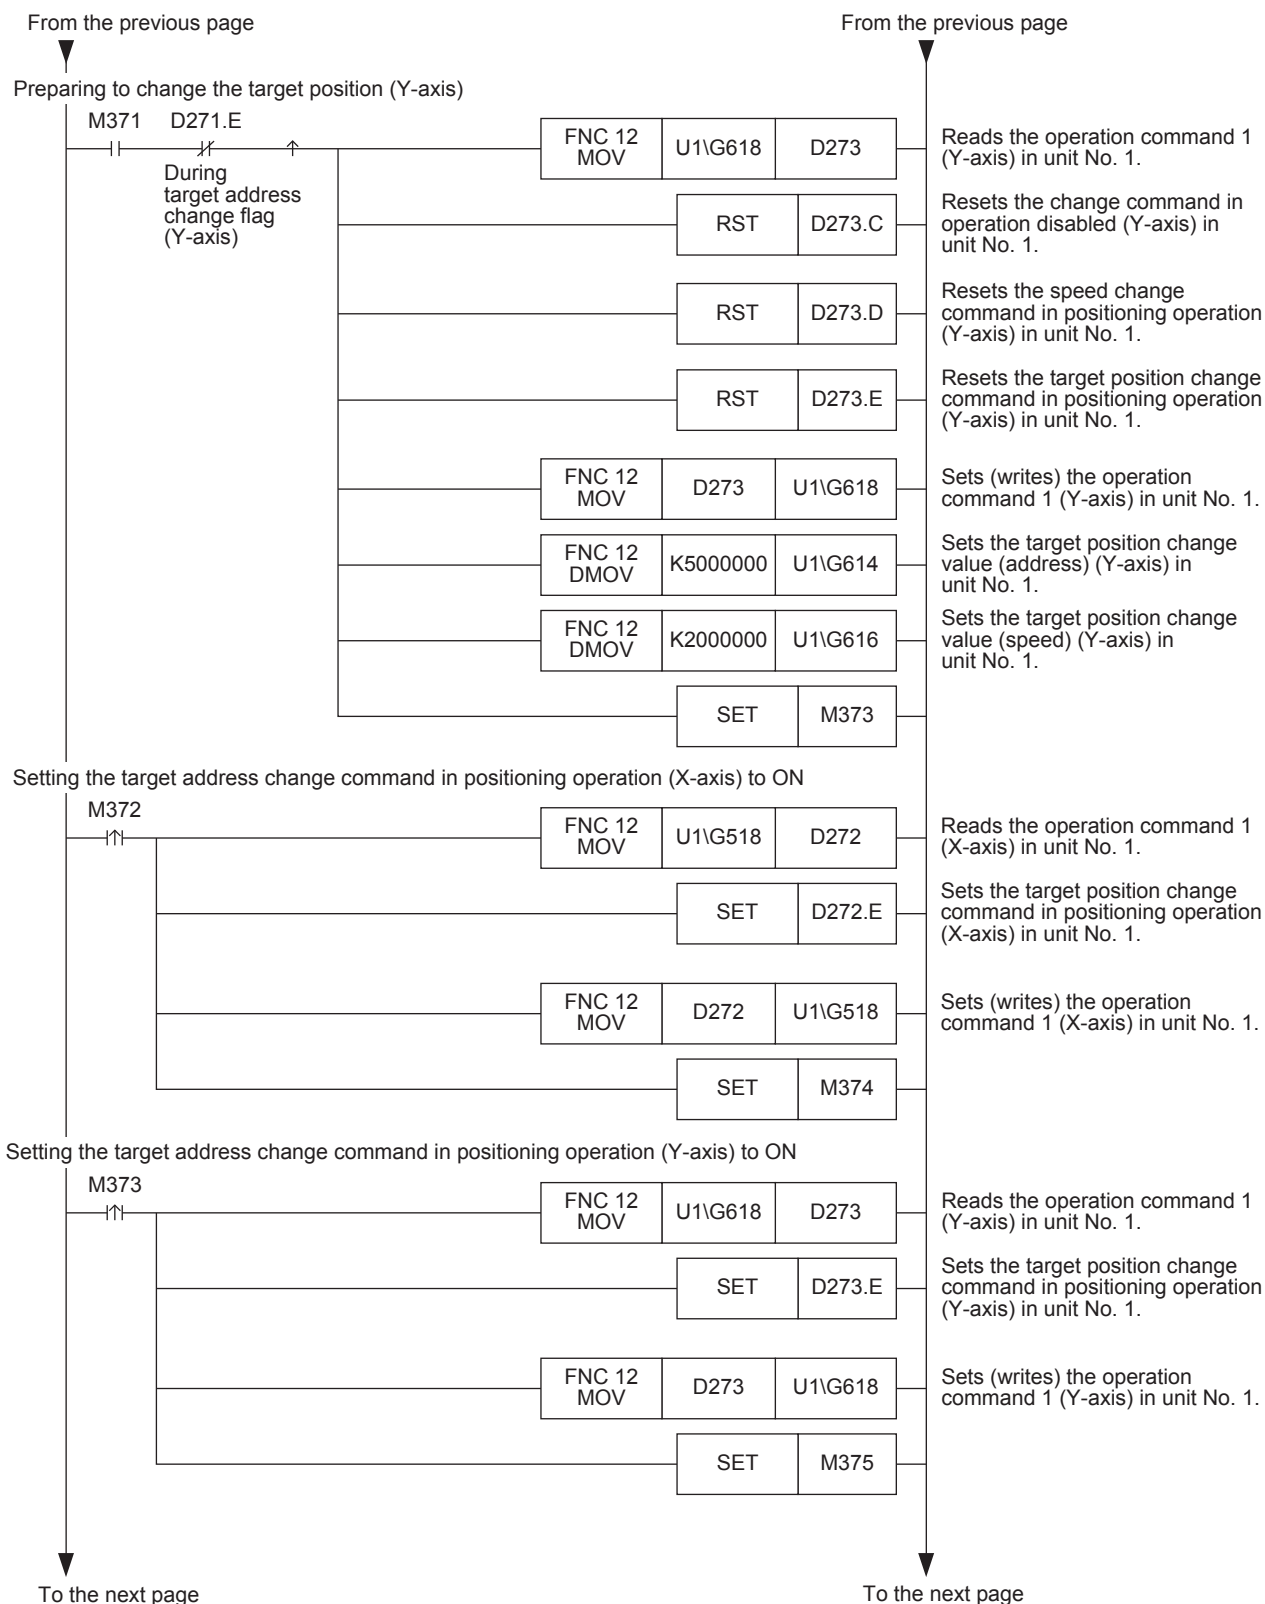 From the previous page
From the previous page
Preparing to change the target position (Y-axis)
M371
D271.E
During
target address
change flag
(Y-axis)
FNC 12
MOV
U1\G618
D273
Reads the operation command 1
(Y-axis) in unit No. 1.
RST
D273.C
Resets the change command in
operation disabled (Y-axis) in
unit No. 1.
RST
D273.D
Resets the speed change
command in positioning operation
(Y-axis) in unit No. 1.
RST
D273.E
Resets the target position change
command in positioning operation
(Y-axis) in unit No. 1.
FNC 12
MOV
D273
U1\G618
Sets (writes) the operation
command 1 (Y-axis) in unit No. 1.
FNC 12
DMOV
K5000000
U1\G614
Sets the target position change
value (address) (Y-axis) in
unit No. 1.
FNC 12
DMOV
K2000000
U1\G616
Sets the target position change
value (speed) (Y-axis) in
unit No. 1.
SET
M373
Setting the target address change command in positioning operation (X-axis) to ON
M372
FNC 12
MOV
U1\G518
D272
Reads the operation command 1
(X-axis) in unit No. 1.
SET
D272.E
Sets the target position change
command in positioning operation
(X-axis) in unit No. 1.
FNC 12
MOV
D272
U1\G518
Sets (writes) the operation
command 1 (X-axis) in unit No. 1.
SET
M374
Setting the target address change command in positioning operation (Y-axis) to ON
M373
FNC 12
MOV
U1\G618
D273
Reads the operation command 1
(Y-axis) in unit No. 1.
SET
D273.E
Sets the target position change
command in positioning operation
(Y-axis) in unit No. 1.
FNC 12
MOV
D273
U1\G618
Sets (writes) the operation
command 1 (Y-axis) in unit No. 1.
SET
M375
To the next page
To the next page